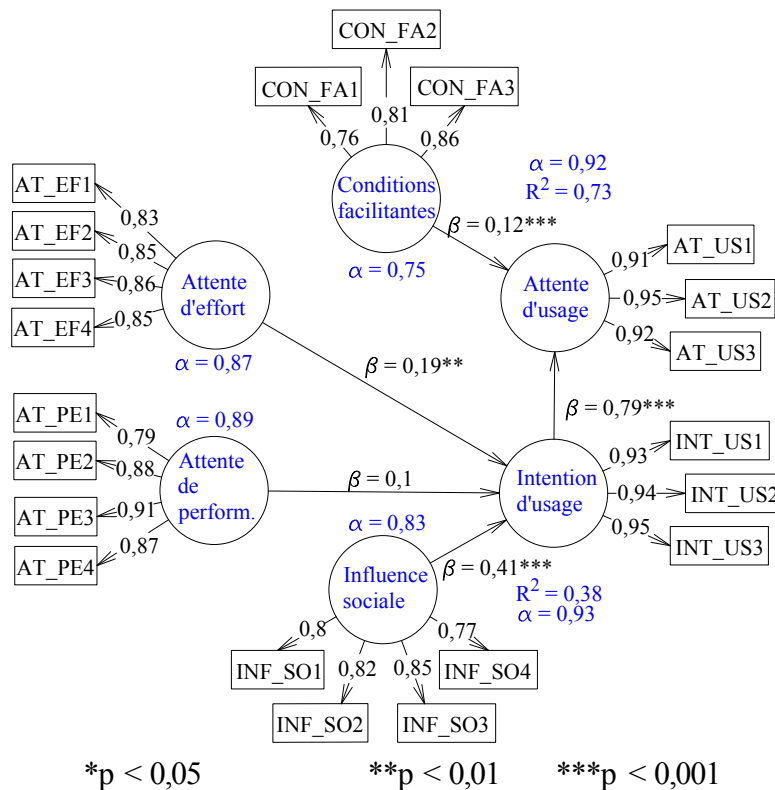 CON_FA2
CON_FA1
CON_FA3
0,76
0,81
0,86
Conditions
facilitantes
α = 0,75
α = 0,92
R² = 0,73
β = 0,12***
AT_EF1
AT_EF2
AT_EF3
AT_EF4
0,83
0,85
0,86
0,85
Attente
d'effort
α = 0,87
Attente
d'usage
0,91
0,95
0,92
AT_US1
AT_US2
AT_US3
β = 0,19**
β = 0,79***
AT_PE1
AT_PE2
AT_PE3
AT_PE4
0,79
0,88
0,91
0,87
α = 0,89
Attente
de
perform.
β = 0,1
Intention
d'usage
0,93
0,94
0,95
INT_US1
INT_US2
INT_US3
α = 0,83
Influence
sociale
β = 0,41***
R² = 0,38
α = 0,93
0,8
0,82
0,85
0,77
INF_SO1
INF_SO2
INF_SO3
INF_SO4
*p < 0,05 **p < 0,01 ***p < 0,001